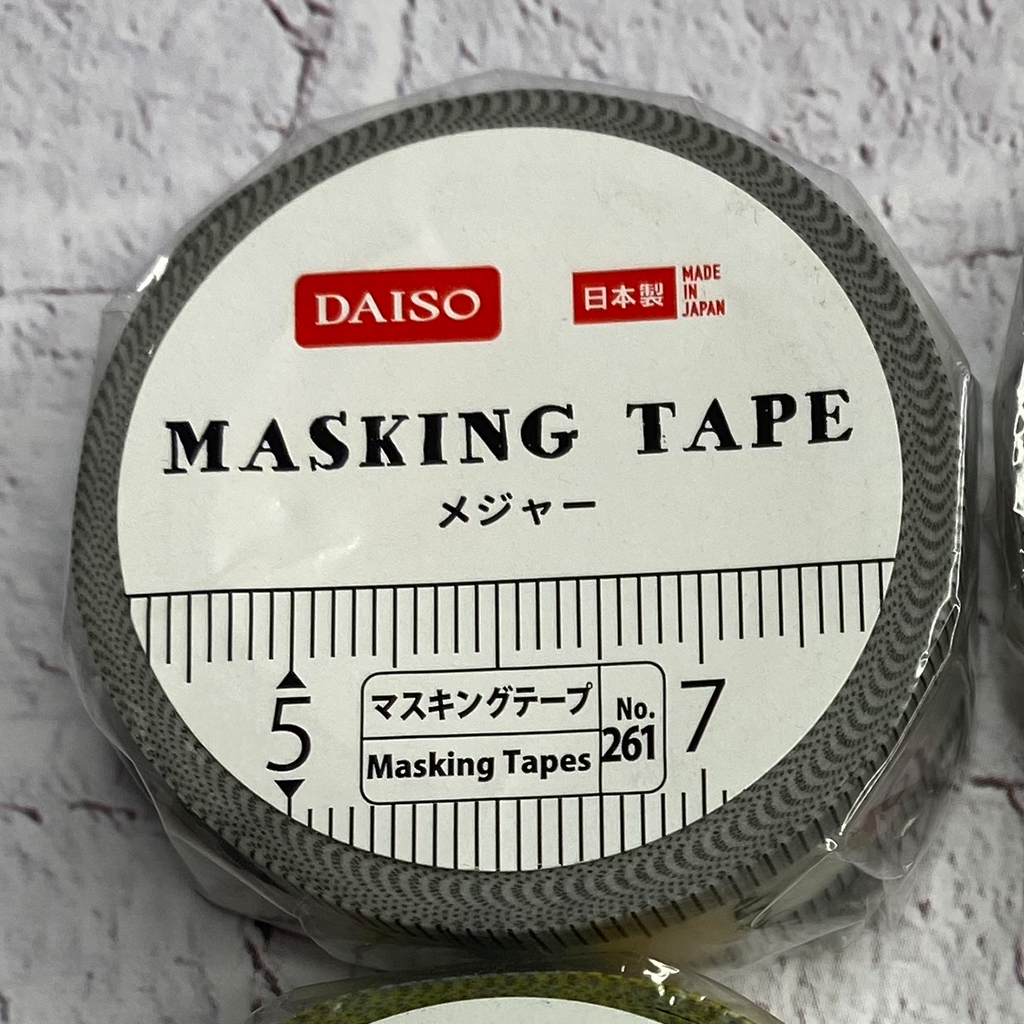 DAISO
日本製
MADE
IN
JAPAN
MASKING TAPE
メジャー
5
マスキングテープ
Masking Tapes
No.
261
7